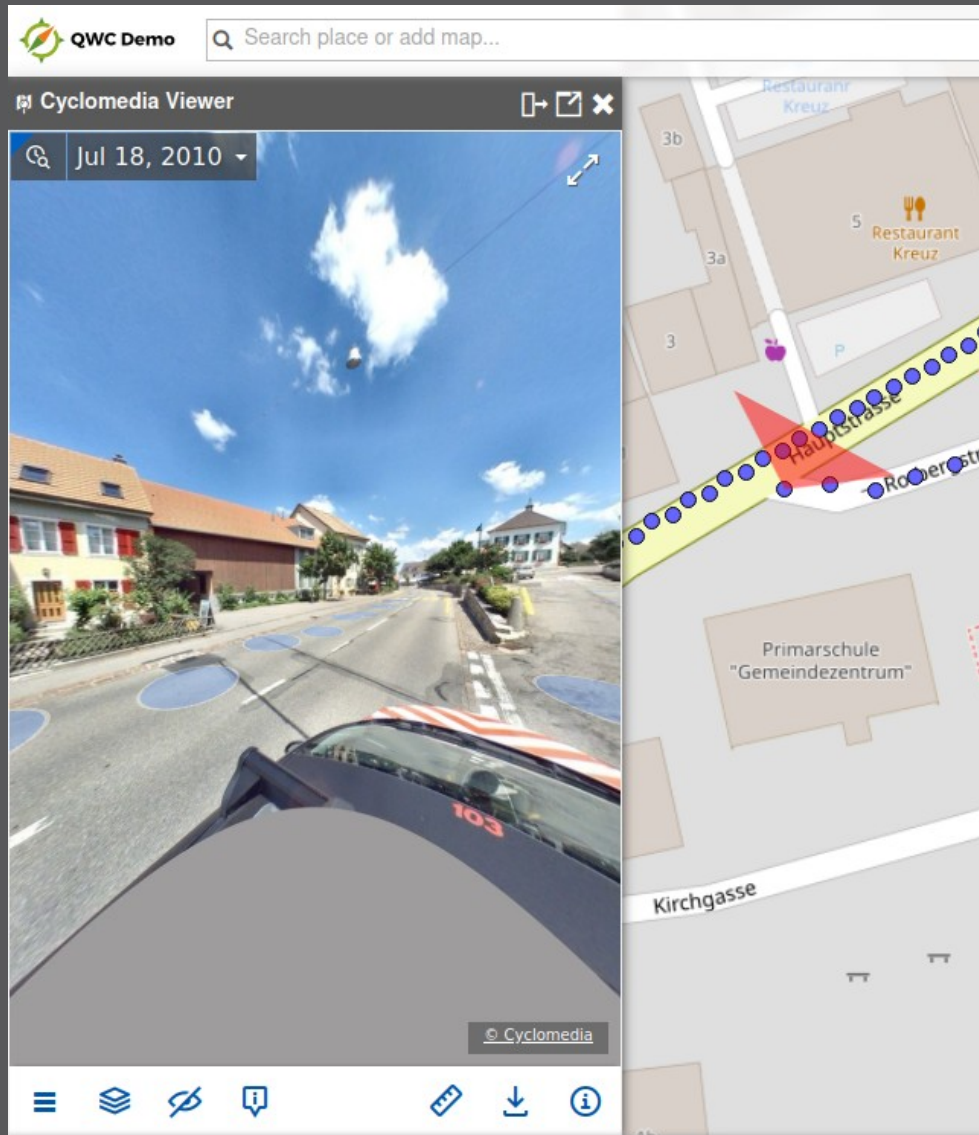 QWC Demo
Search place or add map...
Cyclomedia Viewer
Jul 18, 2010
103
© Cyclomedia
Restaurant
Kreuz
3b
5
Restaurant
Kreuz
3a
3
P
Hauptstrasse
Primarschule
"Gemeindezentrum"
Kirchgasse